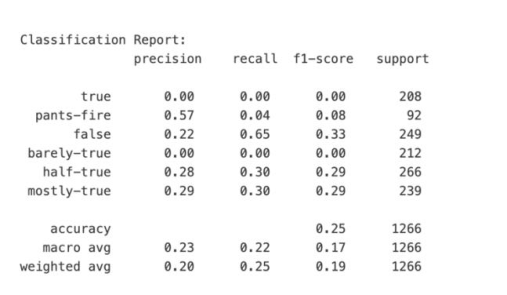 Classification Report:
precision recall f1-score support
true 0.00 0.00 0.00 208
pants-fire 0.57 0.04 0.08 92
false 0.22 0.65 0.33 249
barely-true 0.00 0.00 0.00 212
half-true 0.28 0.30 0.29 266
mostly-true 0.29 0.30 0.29 239
accuracy 0.25 1266
macro avg 0.23 0.22 0.17 1266
weighted avg 0.20 0.25 0.19 1266